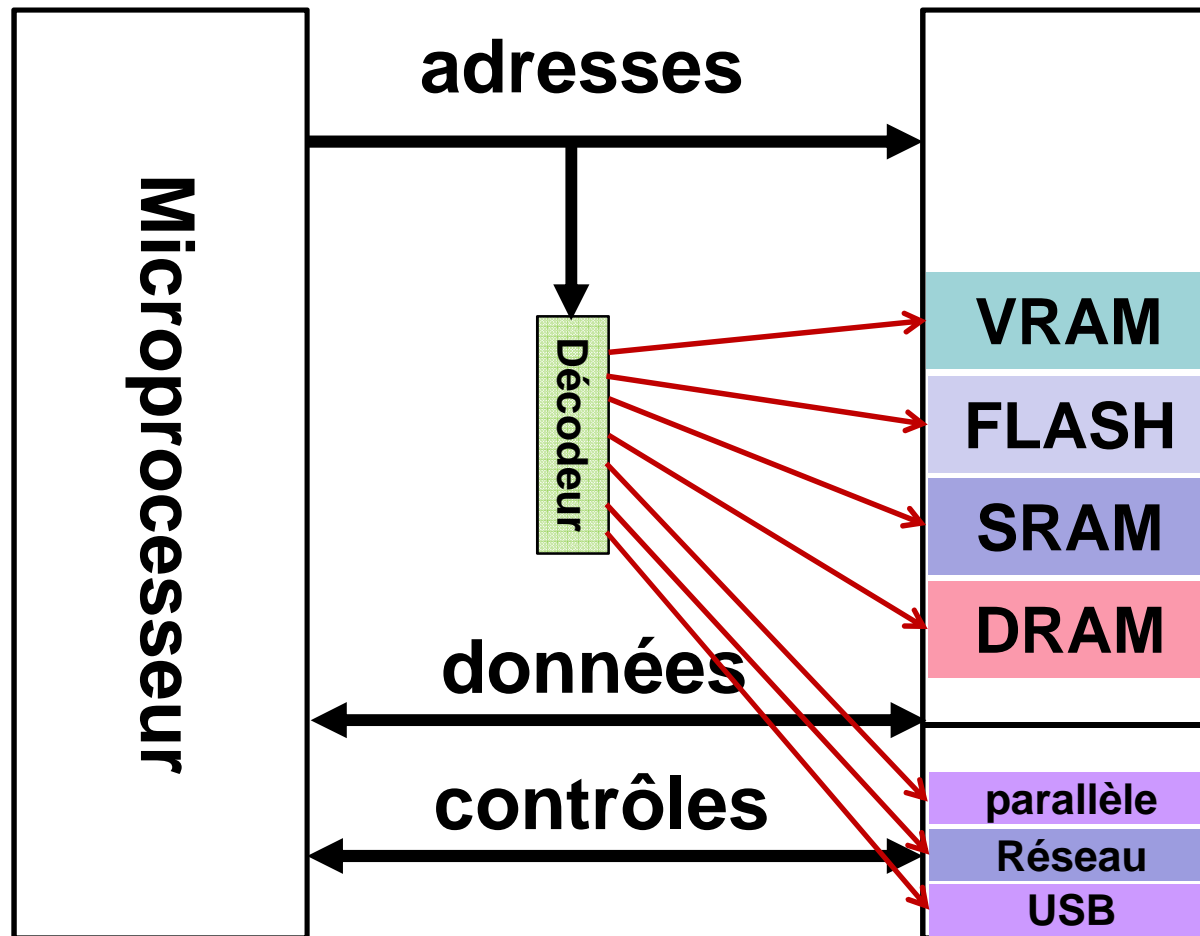 adresses
Microprocesseur
Décodeur
VRAM
FLASH
SRAM
DRAM
données
contrôles
parallèle
Réseau
USB